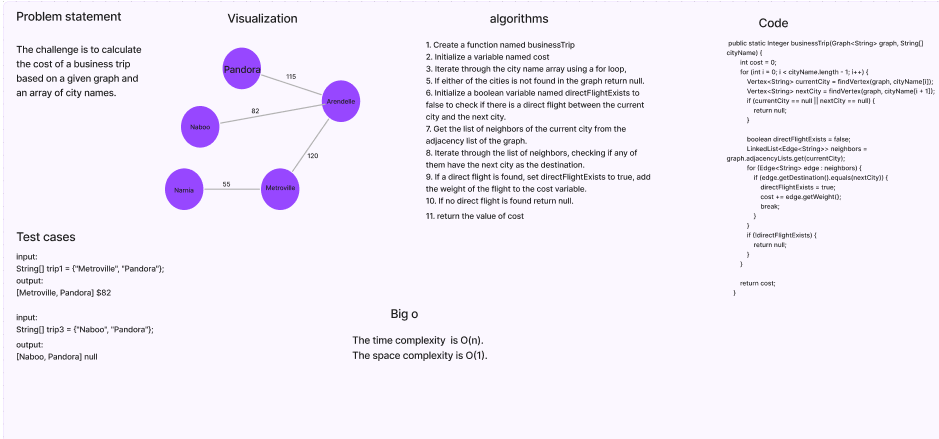 Problem statement
The challenge is to calculate
the cost of a business trip
based on a given graph and
an array of city names.
Visualization
Pandora
115
Arendelle
82
Naboo
120
Narnia
55
Metroville
algorithms
1. Create a function named businessTrip
2. Initialize a variable named cost
3. Iterate through the city name array using a for loop,
5. If either of the cities is not found in the graph return null.
6. Initialize a boolean variable named directFlightExists to
false to check if there is a direct flight between the current
city and the next city.
7. Get the list of neighbors of the current city from the
adjacency list of the graph.
8. Iterate through the list of neighbors, checking if any of
them have the next city as the destination.
9. If a direct flight is found, set directFlightExists to true, add
the weight of the flight to the cost variable.
10. If no direct flight is found return null.
11. return the value of cost
Code
public static Integer businessTrip(Graph<String> graph, String[]
cityName) {
int cost = 0;
for (int i = 0; i < cityName.length - 1; i++) {
Vertex<String> currentCity = findVertex(graph, cityName[i]);
Vertex<String> nextCity = findVertex(graph, cityName[i + 1]);
if (currentCity == null || nextCity == null) {
return null;
}
boolean directFlightExists = false;
LinkedList<Edge<String>> neighbors =
graph.adjacencyLists.get(currentCity);
for (Edge<String> edge : neighbors) {
if (edge.getDestination().equals(nextCity)) {
directFlightExists = true;
cost += edge.getWeight();
break;
}
}
if (!directFlightExists) {
return null;
}
}
return cost;
}
Test cases
input:
String[] trip1 = {"Metroville", "Pandora"};
output:
[Metroville, Pandora] $82
input:
String[] trip3 = {"Naboo", "Pandora"};
output:
[Naboo, Pandora] null
Big o
The time complexity is O(n).
The space complexity is O(1).